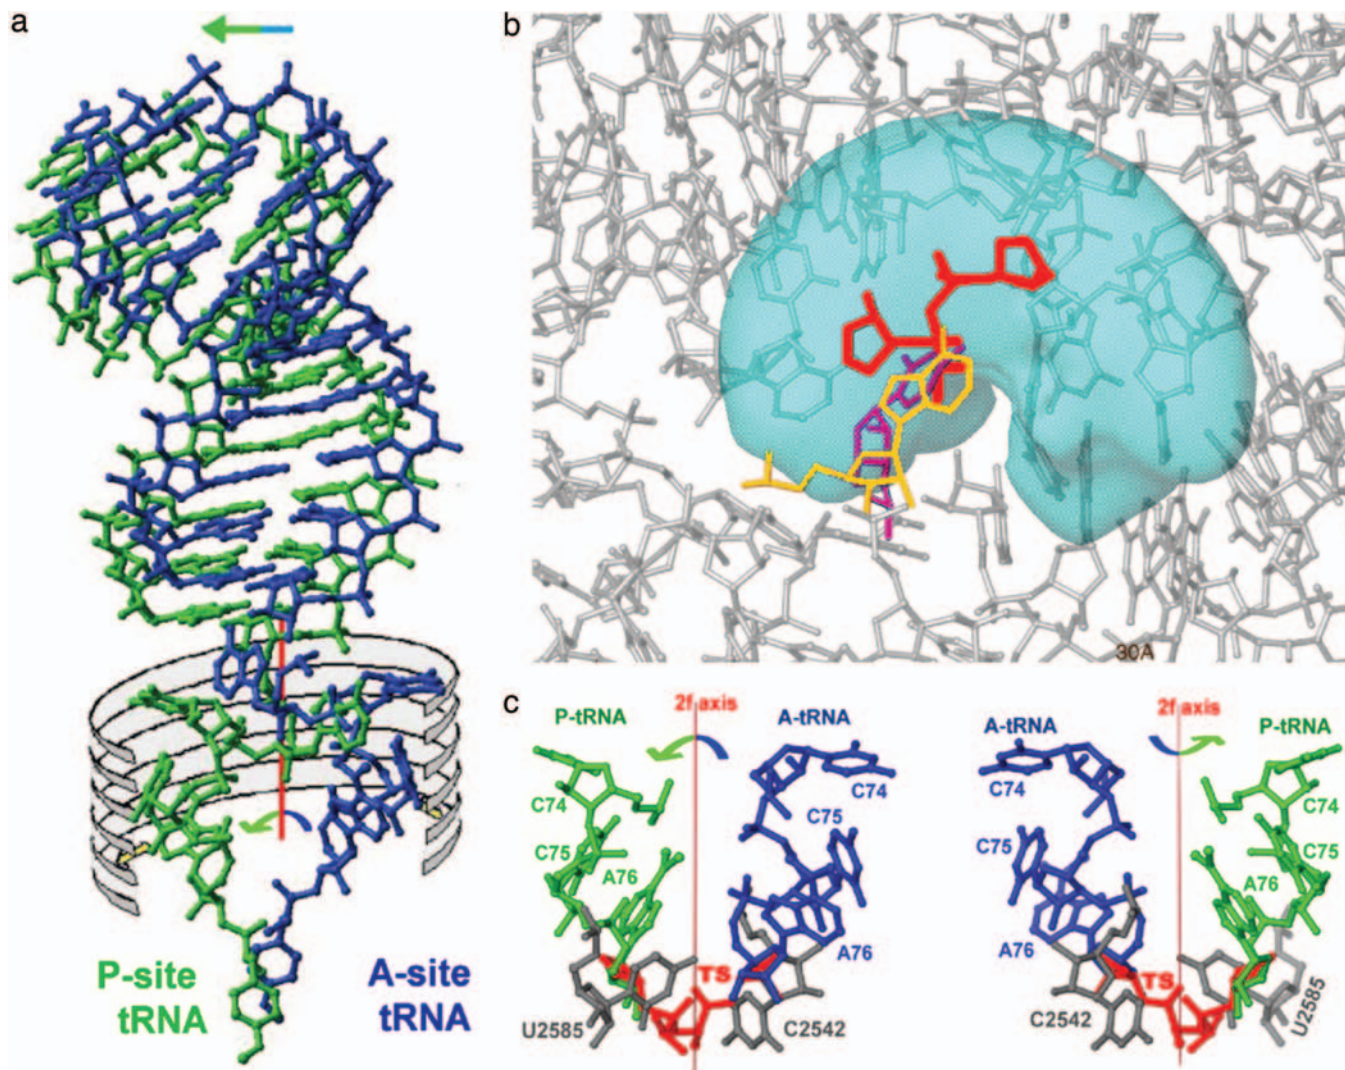 a
b
P-site
tRNA
A-site
tRNA
30A
c
P-tRNA
2f axis
A-tRNA
C74
C74
C75
C75
A76
A76
TS
U2585
C2542
A-tRNA
2f axis
P-tRNA
C74
C74
C75
C75
A76
A76
TS
C2542
U2585